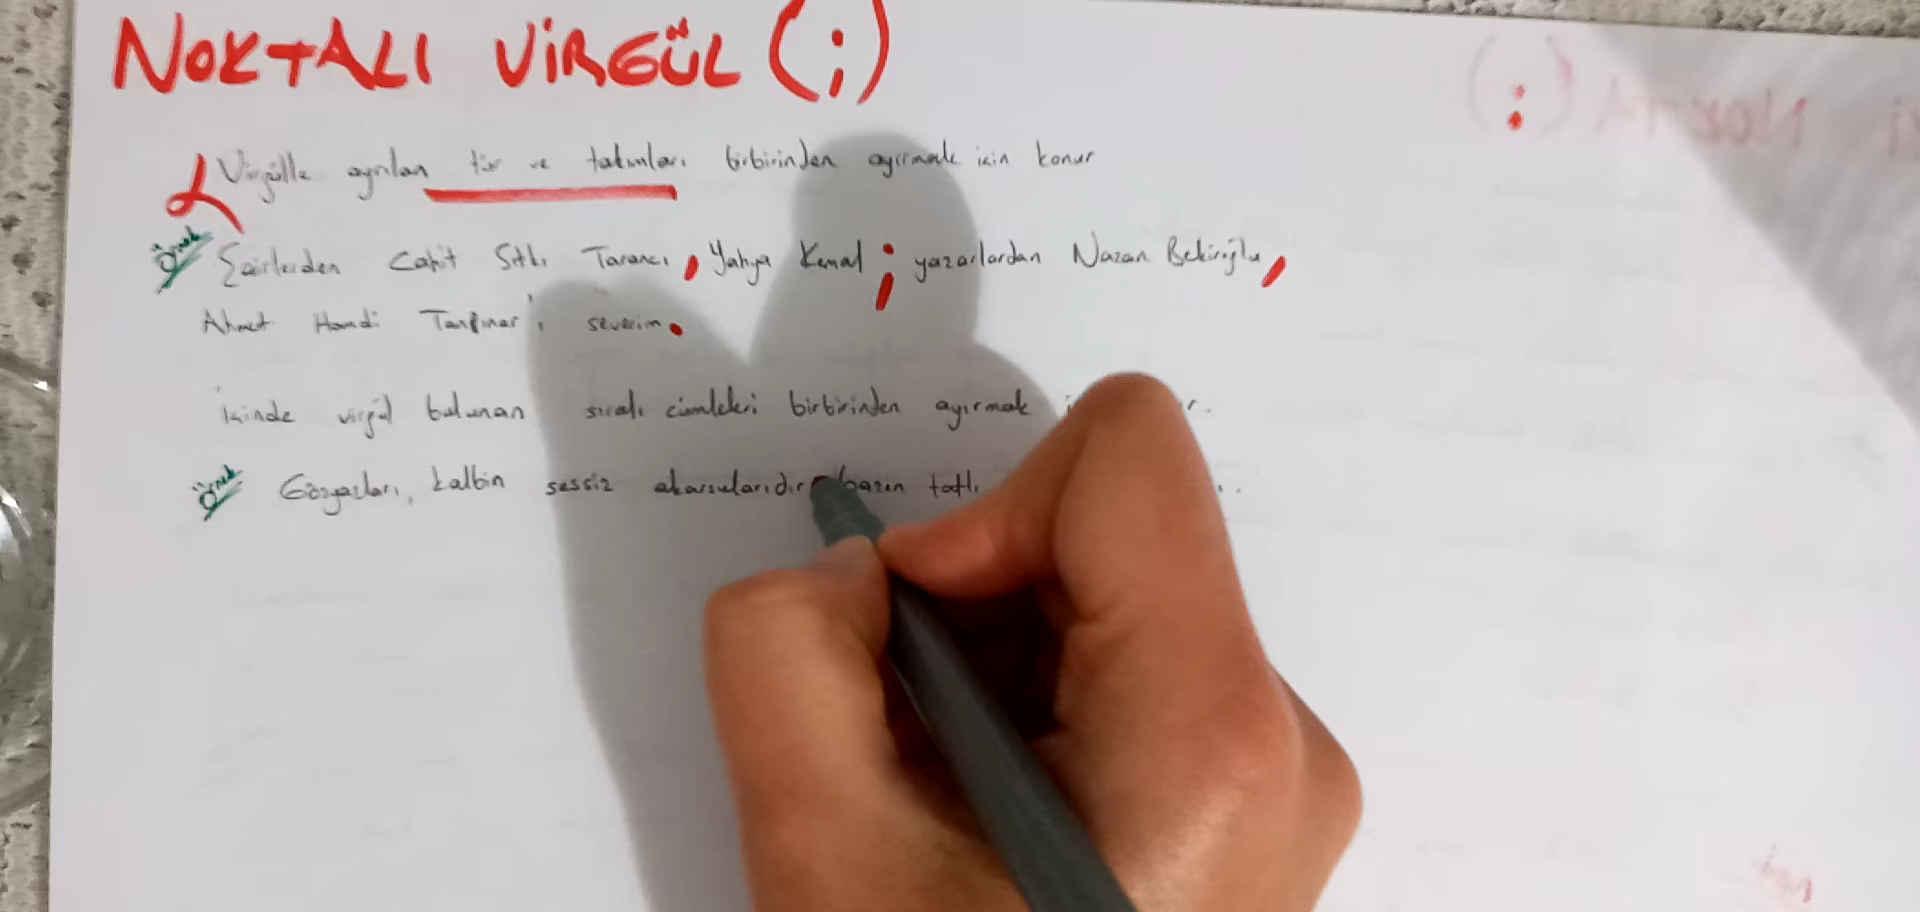 NOKTALI VİRGÜL (;)
Virgülle ayrılan tür ve takımları birbirinden ayırmak için konur
Örnek Şairlerden Cahit Sıtkı Tarancı, Yahya Kemal; yazarlardan Nazan Bekiroğlu,
Ahmet Hamdi Tanpınar'ı severim.
İçinde virgül bulunan sıralı cümleleri birbirinden ayırmak
Örnek Gözyaşları, kalbin sessiz akarsularıdır bazen tatlı